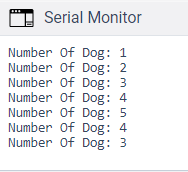 Serial Monitor
Number Of Dog: 1
Number Of Dog: 2
Number Of Dog: 3
Number Of Dog: 4
Number Of Dog: 5
Number Of Dog: 4
Number Of Dog: 3